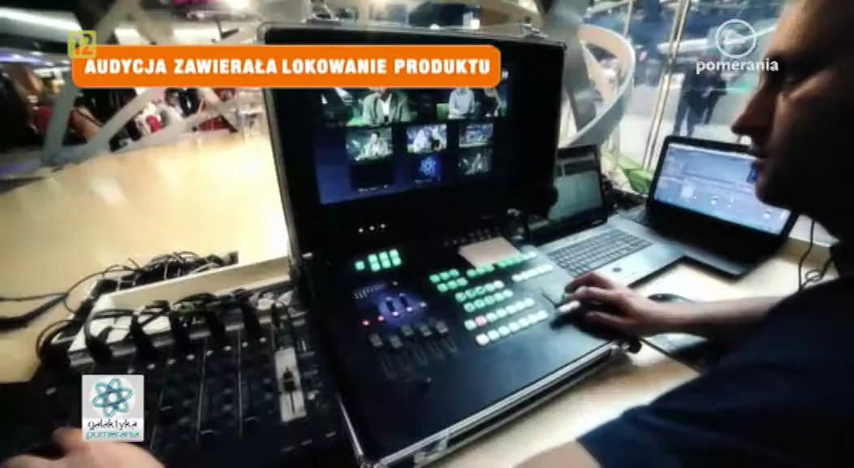 12
AUDYCJA ZAWIERAŁA LOKOWANIE PRODUKTU
pomerania
galaktyka
pomerania